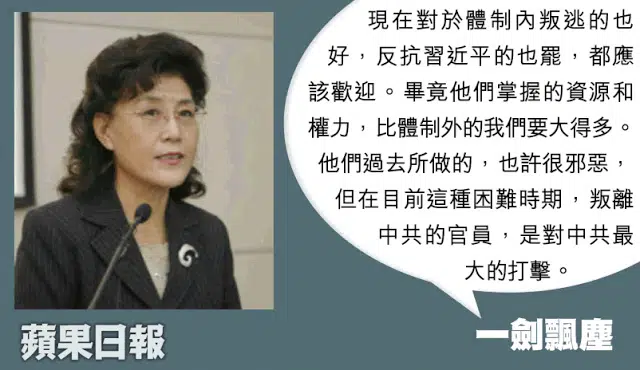 現在對於體制內叛逃的也
好，反抗習近平的也罷，都應
該歡迎。畢竟他們掌握的資源和
權力，比體制外的我們要大得多。
他們過去所做的，也許很邪惡，
但在目前這種困難時期，叛離
中共的官員，是對中共最
大的打擊。
蘋果日報
一劍飄塵